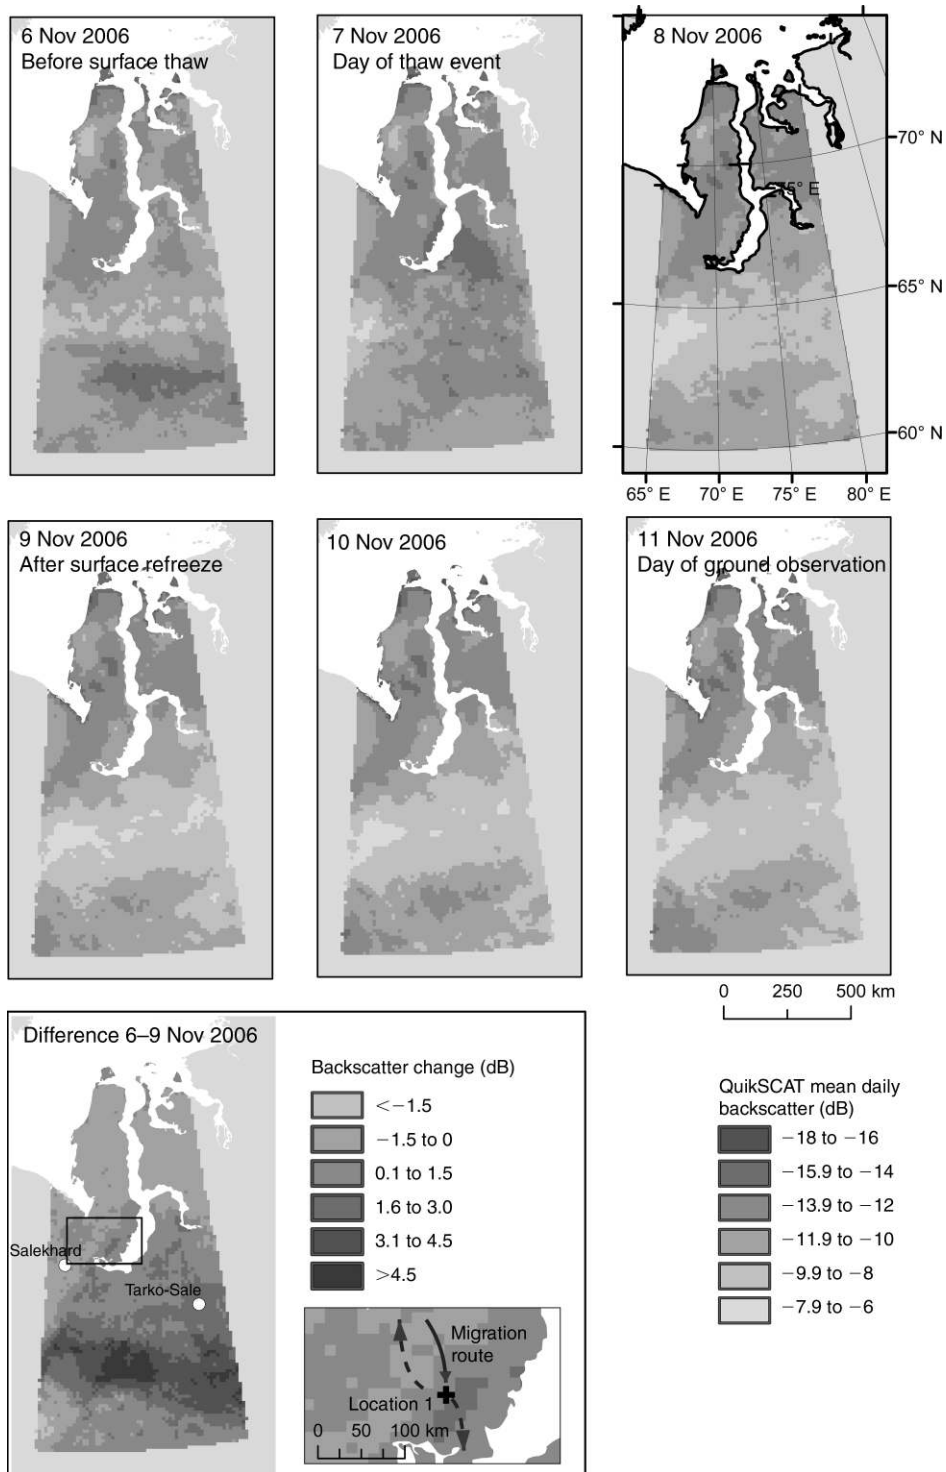 6 Nov 2006
Before surface thaw
7 Nov 2006
Day of thaw event
8 Nov 2006
70° N
75° E
65° N
60° N
65° E 70° E 75° E 80° E
9 Nov 2006
After surface refreeze
10 Nov 2006
11 Nov 2006
Day of ground observation
0 250 500 km
Difference 6–9 Nov 2006
Salekhard
Tarko-Sale
Backscatter change (dB)
<−1.5
−1.5 to 0
0.1 to 1.5
1.6 to 3.0
3.1 to 4.5
>4.5
Migration
route
Location 1
0 50 100 km
QuikSCAT mean daily
backscatter (dB)
−18 to −16
−15.9 to −14
−13.9 to −12
−11.9 to −10
−9.9 to −8
−7.9 to −6